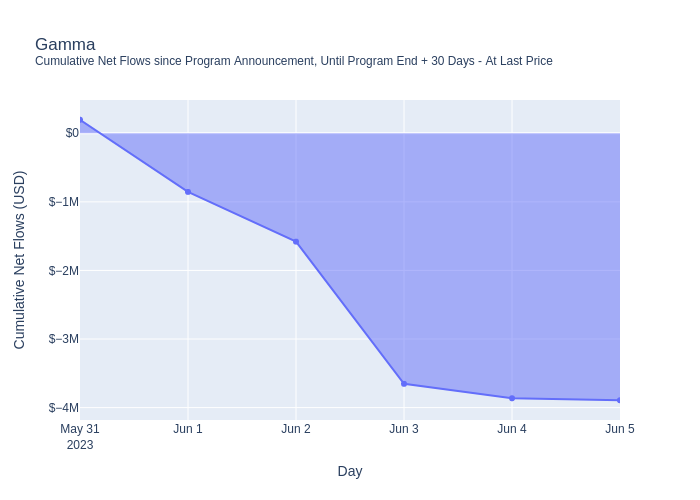 Gamma
Cumulative Net Flows since Program Announcement, Until Program End + 30 Days - At Last Price
Cumulative Net Flows (USD)
$0
$−1M
$−2M
$−3M
$−4M
May 31
2023
Jun 1
Jun 2
Jun 3
Jun 4
Jun 5
Day